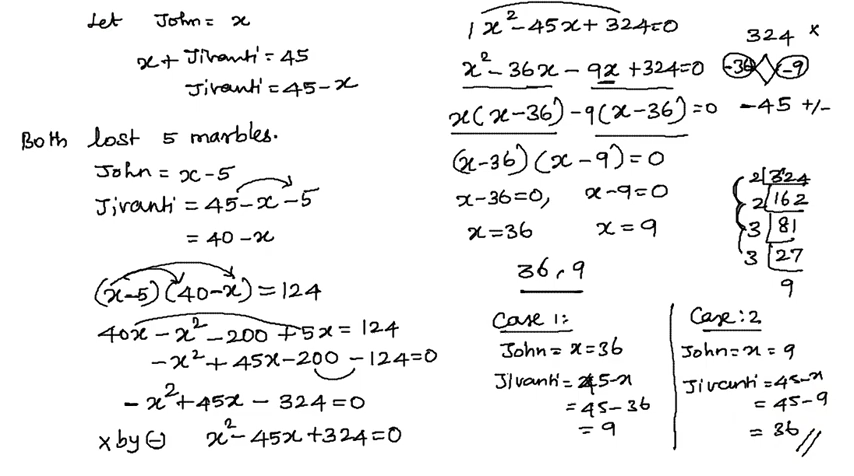 Let John = x
x + Jivanti = 45
Jivanti = 45 - x
Both lost 5 marbles.
John = x - 5
Jivanti = 45 - x - 5
= 40 - x
(x-5)(40-x) = 124
40x - x² - 200 + 5x = 124
-x² + 45x - 200 - 124 = 0
-x² + 45x - 324 = 0
x by (-) x² - 45x + 324 = 0
1x² - 45x + 324 = 0
x² - 36x - 9x + 324 = 0
x(x-36) - 9(x-36) = 0
(x-36)(x-9) = 0
x-36=0, x-9=0
x=36 x=9
36, 9
324 x
-36 -9
-45 +/-
2 324
2 162
3 81
3 27
9
Case 1:
John = x = 36
Jivanti = 45-x
= 45-36
= 9
Case: 2
John = x = 9
Jivanti = 45-x
= 45-9
= 36 //